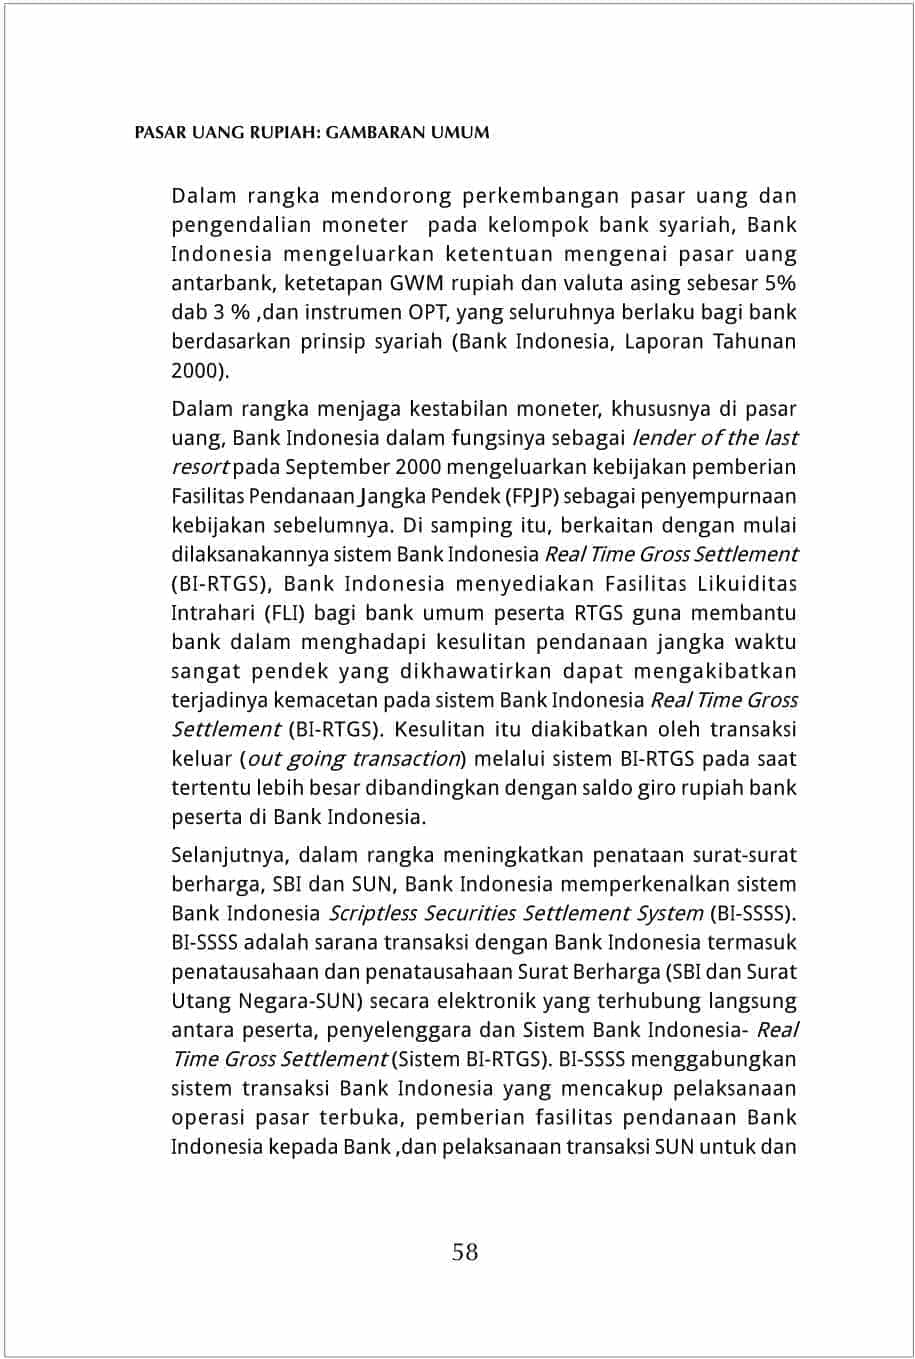 PASAR UANG RUPIAH: GAMBARAN UMUM
Dalam rangka mendorong perkembangan pasar uang dan
pengendalian moneter pada kelompok bank syariah, Bank
Indonesia mengeluarkan ketentuan mengenai pasar uang
antarbank, ketetapan GWM rupiah dan valuta asing sebesar 5%
dab 3 % ,dan instrumen OPT, yang seluruhnya berlaku bagi bank
berdasarkan prinsip syariah (Bank Indonesia, Laporan Tahunan
2000).
Dalam rangka menjaga kestabilan moneter, khususnya di pasar
uang, Bank Indonesia dalam fungsinya sebagai lender of the last
resort pada September 2000 mengeluarkan kebijakan pemberian
Fasilitas Pendanaan Jangka Pendek (FPJP) sebagai penyempurnaan
kebijakan sebelumnya. Di samping itu, berkaitan dengan mulai
dilaksanakannya sistem Bank Indonesia Real Time Gross Settlement
(BI-RTGS), Bank Indonesia menyediakan Fasilitas Likuiditas
Intrahari (FLI) bagi bank umum peserta RTGS guna membantu
bank dalam menghadapi kesulitan pendanaan jangka waktu
sangat pendek yang dikhawatirkan dapat mengakibatkan
terjadinya kemacetan pada sistem Bank Indonesia Real Time Gross
Settlement (BI-RTGS). Kesulitan itu diakibatkan oleh transaksi
keluar (out going transaction) melalui sistem BI-RTGS pada saat
tertentu lebih besar dibandingkan dengan saldo giro rupiah bank
peserta di Bank Indonesia.
Selanjutnya, dalam rangka meningkatkan penataan surat-surat
berharga, SBI dan SUN, Bank Indonesia memperkenalkan sistem
Bank Indonesia Scriptless Securities Settlement System (BI-SSSS).
BI-SSSS adalah sarana transaksi dengan Bank Indonesia termasuk
penatausahaan dan penatausahaan Surat Berharga (SBI dan Surat
Utang Negara-SUN) secara elektronik yang terhubung langsung
antara peserta, penyelenggara dan Sistem Bank Indonesia- Real
Time Gross Settlement (Sistem BI-RTGS). BI-SSSS menggabungkan
sistem transaksi Bank Indonesia yang mencakup pelaksanaan
operasi pasar terbuka, pemberian fasilitas pendanaan Bank
Indonesia kepada Bank ,dan pelaksanaan transaksi SUN untuk dan
58